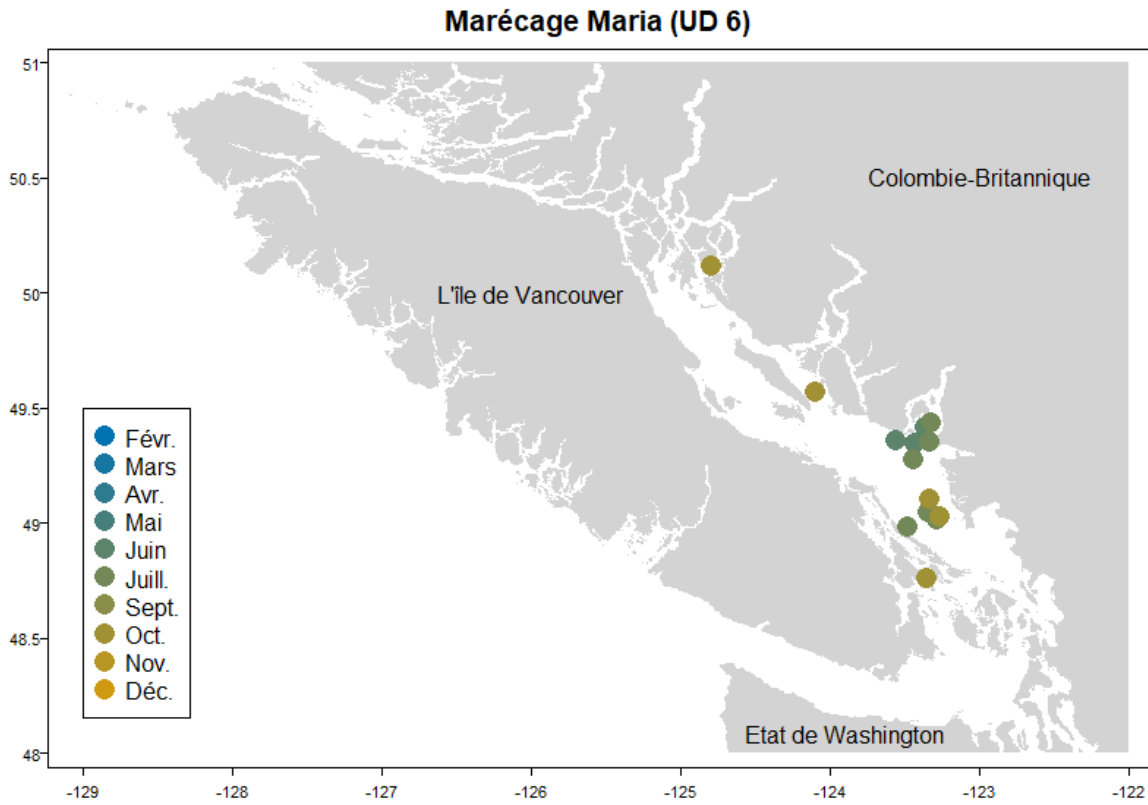 Marécage Maria (UD 6)
51
50.5
50
49.5
49
48.5
48
Colombie-Britannique
L'île de Vancouver
Etat de Washington
Févr.
Mars
Avr.
Mai
Juin
Juill.
Sept.
Oct.
Nov.
Déc.
-129
-128
-127
-126
-125
-124
-123
-122